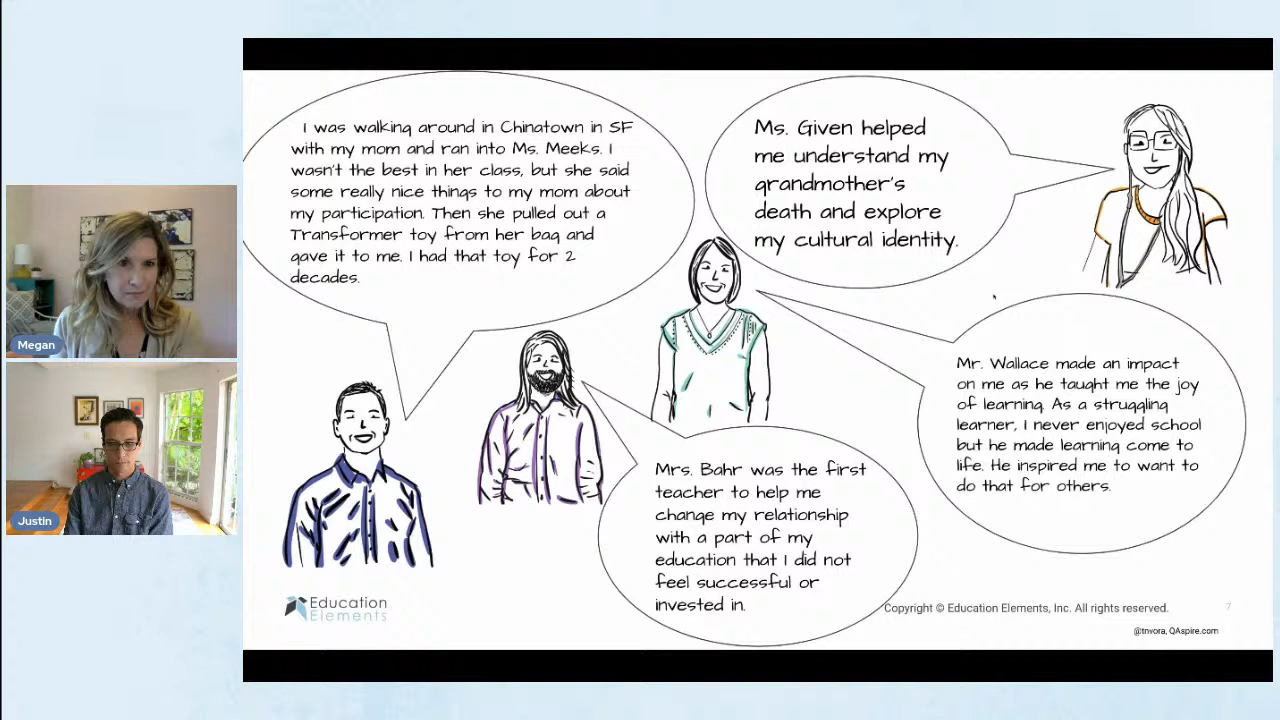 I was walking around in Chinatown in SF
with my mom and ran into Ms. Meeks. I
wasn't the best in her class, but she said
some really nice things to my mom about
my participation. Then she pulled out a
Transformer toy from her bag and
gave it to me. I had that toy for 2
decades.
Ms. Given helped
me understand my
grandmother's
death and explore
my cultural identity.
Mr. Wallace made an impact
on me as he taught me the joy
of learning. As a struggling
learner, I never enjoyed school
but he made learning come to
life. He inspired me to want to
do that for others.
Mrs. Bahr was the first
teacher to help me
change my relationship
with a part of my
education that I did not
feel successful or
invested in.
Megan
Justin
Education
Elements
Copyright © Education Elements, Inc. All rights reserved.
7
@tnvora, QAspire.com